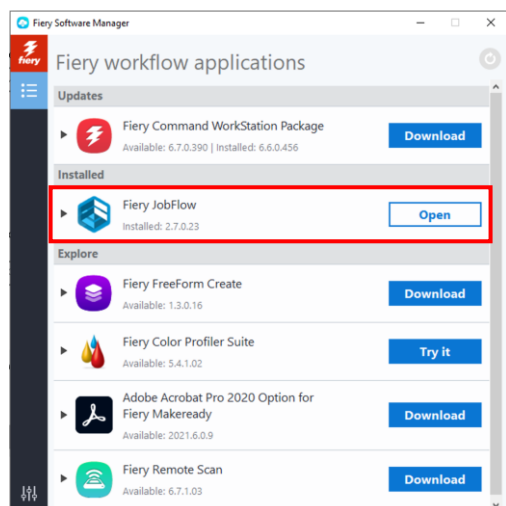 Fiery Software Manager
fiery
Fiery workflow applications
Updates
Fiery Command WorkStation Package
Available: 6.7.0.390 | Installed: 6.6.0.456
Download
Installed
Fiery JobFlow
Installed: 2.7.0.23
Open
Explore
Fiery FreeForm Create
Available: 1.3.0.16
Download
Fiery Color Profiler Suite
Available: 5.4.1.02
Try it
Adobe Acrobat Pro 2020 Option for
Fiery Makeready
Available: 2021.6.0.9
Download
Fiery Remote Scan
Available: 6.7.1.03
Download